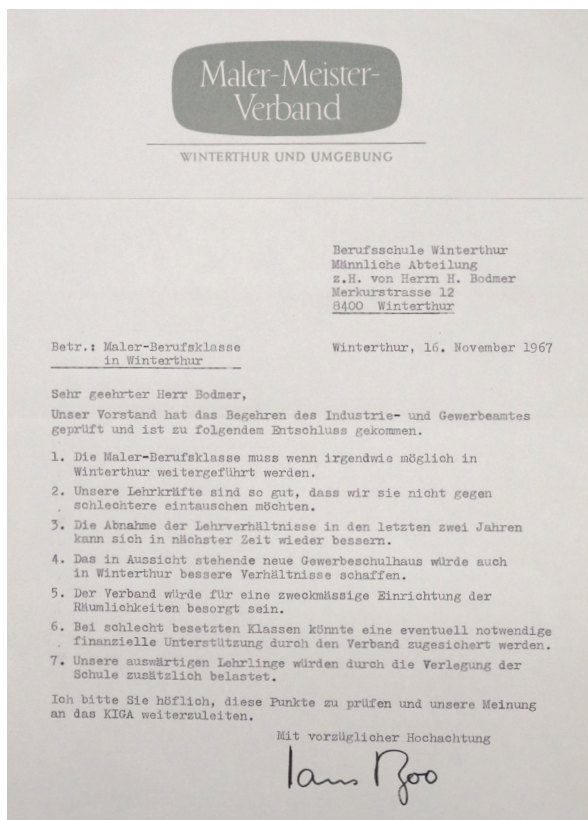 Maler-Meister-
Verband
WINTERTHUR UND UMGEBUNG
Berufsschule Winterthur
Männliche Abteilung
z.H. von Herrn H. Bodmer
Merkurstrasse 12
8400 Winterthur
Betr.: Maler-Berufsklasse
in Winterthur
Winterthur, 16. November 1967
Sehr geehrter Herr Bodmer,
Unser Vorstand hat das Begehren des Industrie- und Gewerbeamtes
geprüft und ist zu folgendem Entschluss gekommen.
1. Die Maler-Berufsklasse muss wenn irgendwie möglich in
Winterthur weitergeführt werden.
2. Unsere Lehrkräfte sind so gut, dass wir sie nicht gegen
schlechtere eintauschen möchten.
3. Die Abnahme der Lehrverhältnisse in den letzten zwei Jahren
kann sich in nächster Zeit wieder bessern.
4. Das in Aussicht stehende neue Gewerbeschulhaus würde auch
in Winterthur bessere Verhältnisse schaffen.
5. Der Verband würde für eine zweckmässige Einrichtung der
Räumlichkeiten besorgt sein.
6. Bei schlecht besetzten Klassen könnte eine eventuell notwendige
finanzielle Unterstützung durch den Verband zugesichert werden.
7. Unsere auswärtigen Lehrlinge würden durch die Verlegung der
Schule zusätzlich belastet.
Ich bitte Sie höflich, diese Punkte zu prüfen und unsere Meinung
an das KIGA weiterzuleiten.
Mit vorzüglicher Hochachtung